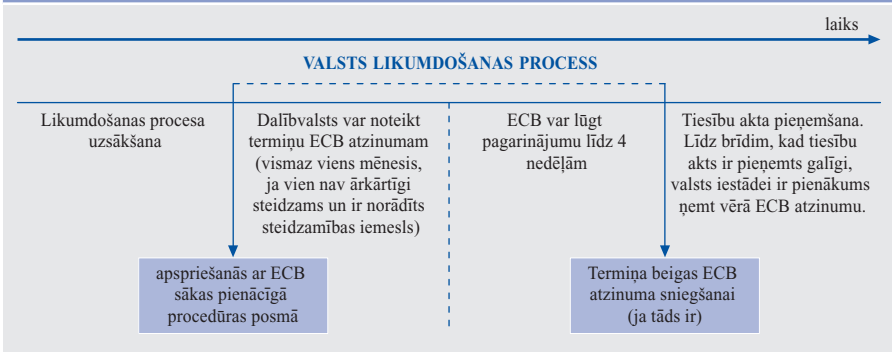 laiks
VALSTS LIKUMDOŠANAS PROCESS
Likumdošanas procesa
uzsākšana
Dalībvalsts var noteikt
termiņu ECB atzinumam
(vismaz viens mēnesis,
ja vien nav ārkārtīgi
steidzams un ir norādīts
steidzamības iemesls)
ECB var lūgt
pagarinājumu līdz 4
nedēļām
Tiesību akta pieņemšana.
Līdz brīdim, kad tiesību
akts ir pieņemts galīgi,
valsts iestādei ir pienākums
ņemt vērā ECB atzinumu.
apspriešanās ar ECB
sākas pienācīgā
procedūras posmā
Termiņa beigas ECB
atzinuma sniegšanai
(ja tāds ir)